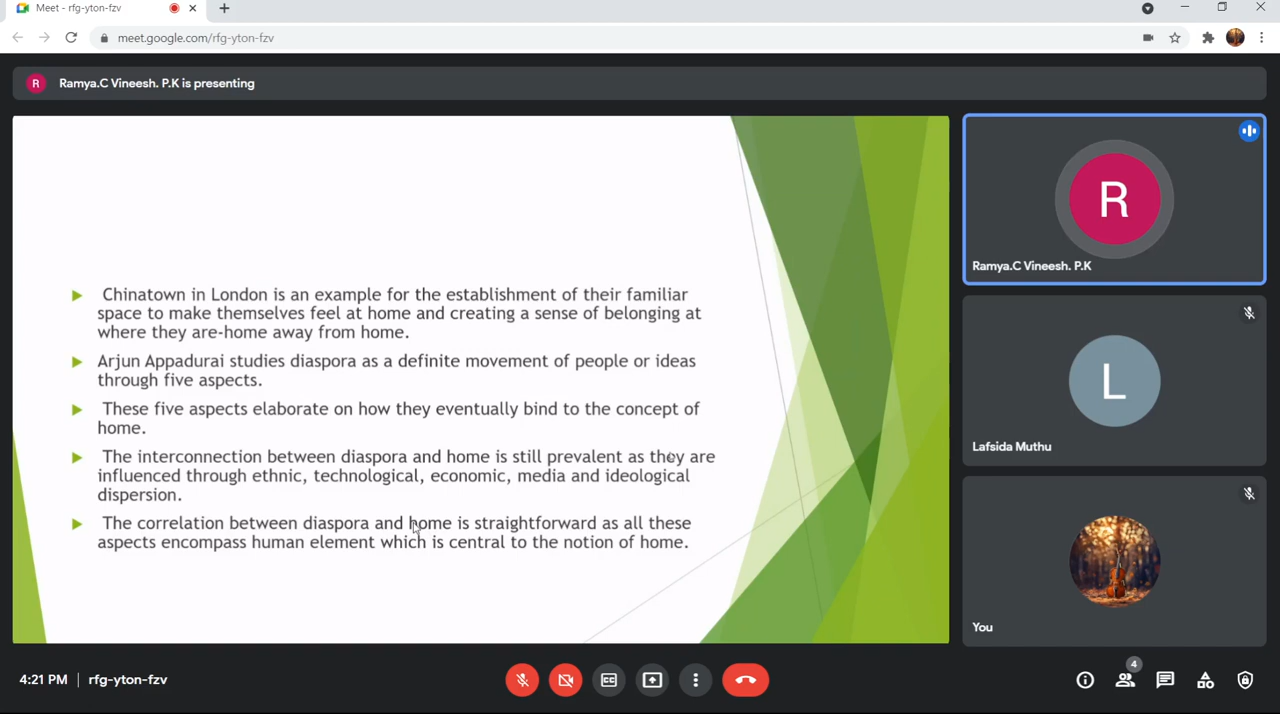 Meet - rfg-yton-fzv
meet.google.com/rfg-yton-fzv
R
Ramya.C Vineesh. P.K is presenting
Chinatown in London is an example for the establishment of their familiar
space to make themselves feel at home and creating a sense of belonging at
where they are-home away from home.
Arjun Appadurai studies diaspora as a definite movement of people or ideas
through five aspects.
These five aspects elaborate on how they eventually bind to the concept of
home.
The interconnection between diaspora and home is still prevalent as they are
influenced through ethnic, technological, economic, media and ideological
dispersion.
The correlation between diaspora and home is straightforward as all these
aspects encompass human element which is central to the notion of home.
R
Ramya.C Vineesh. P.K
L
Lafsida Muthu
You
4:21 PM | rfg-yton-fzv
CC
4